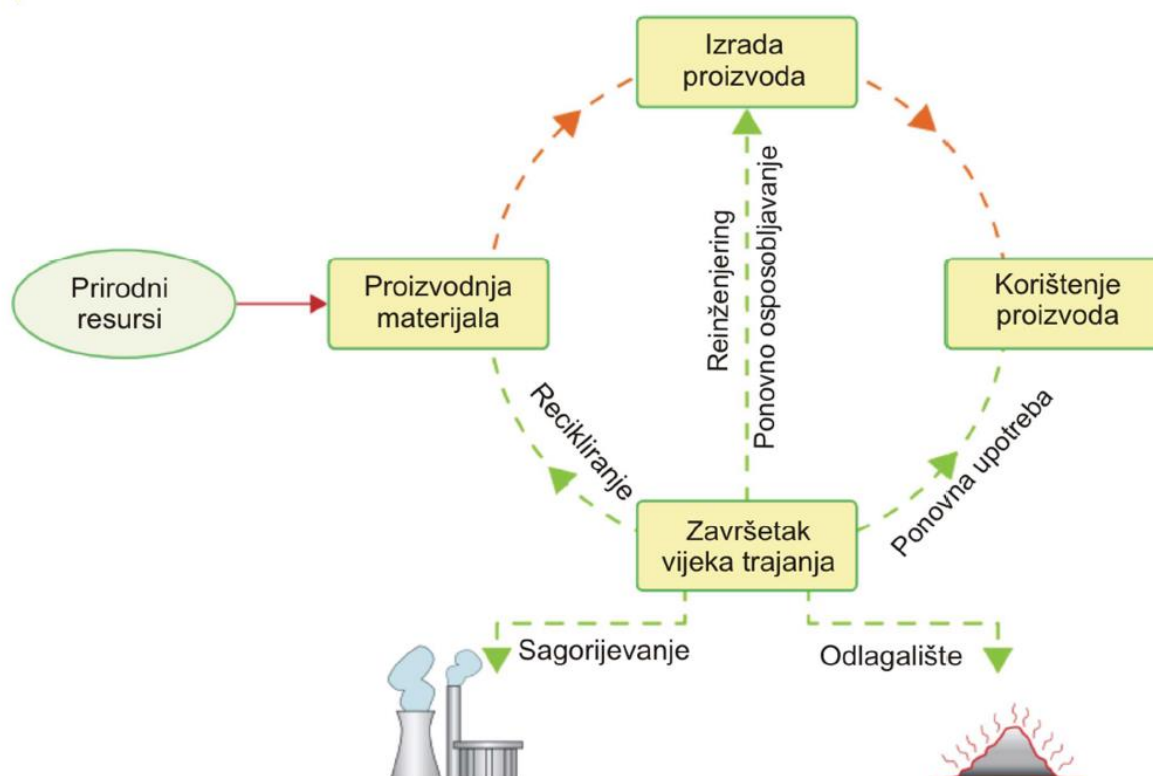 Izrada
proizvoda
Reinženjering
Ponovno osposobljavanje
Prirodni
resursi
Proizvodnja
materijala
Korištenje
proizvoda
Recikliranje
Ponovna upotreba
Završetak
vijeka trajanja
Sagorijevanje
Odlagalište